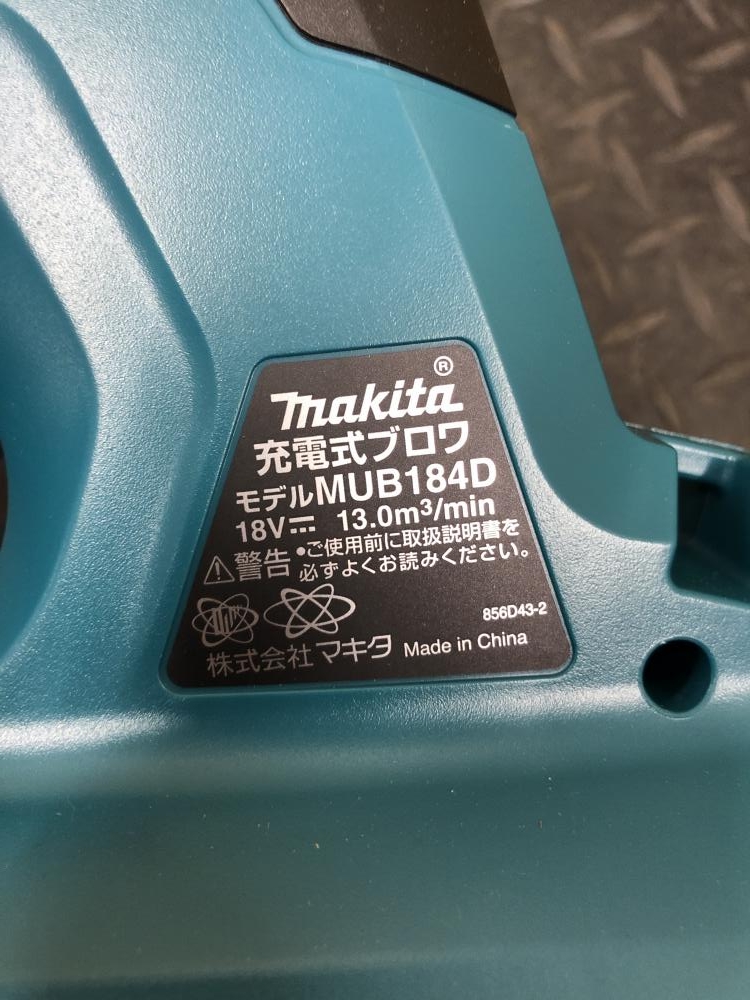 makita®
充電式ブロワ
モデルMUB184D
18V⎓ 13.0m³/min
⚠警告 •ご使用前に取扱説明書を
必ずよくお読みください。
856D43-2
株式会社マキタ Made in China